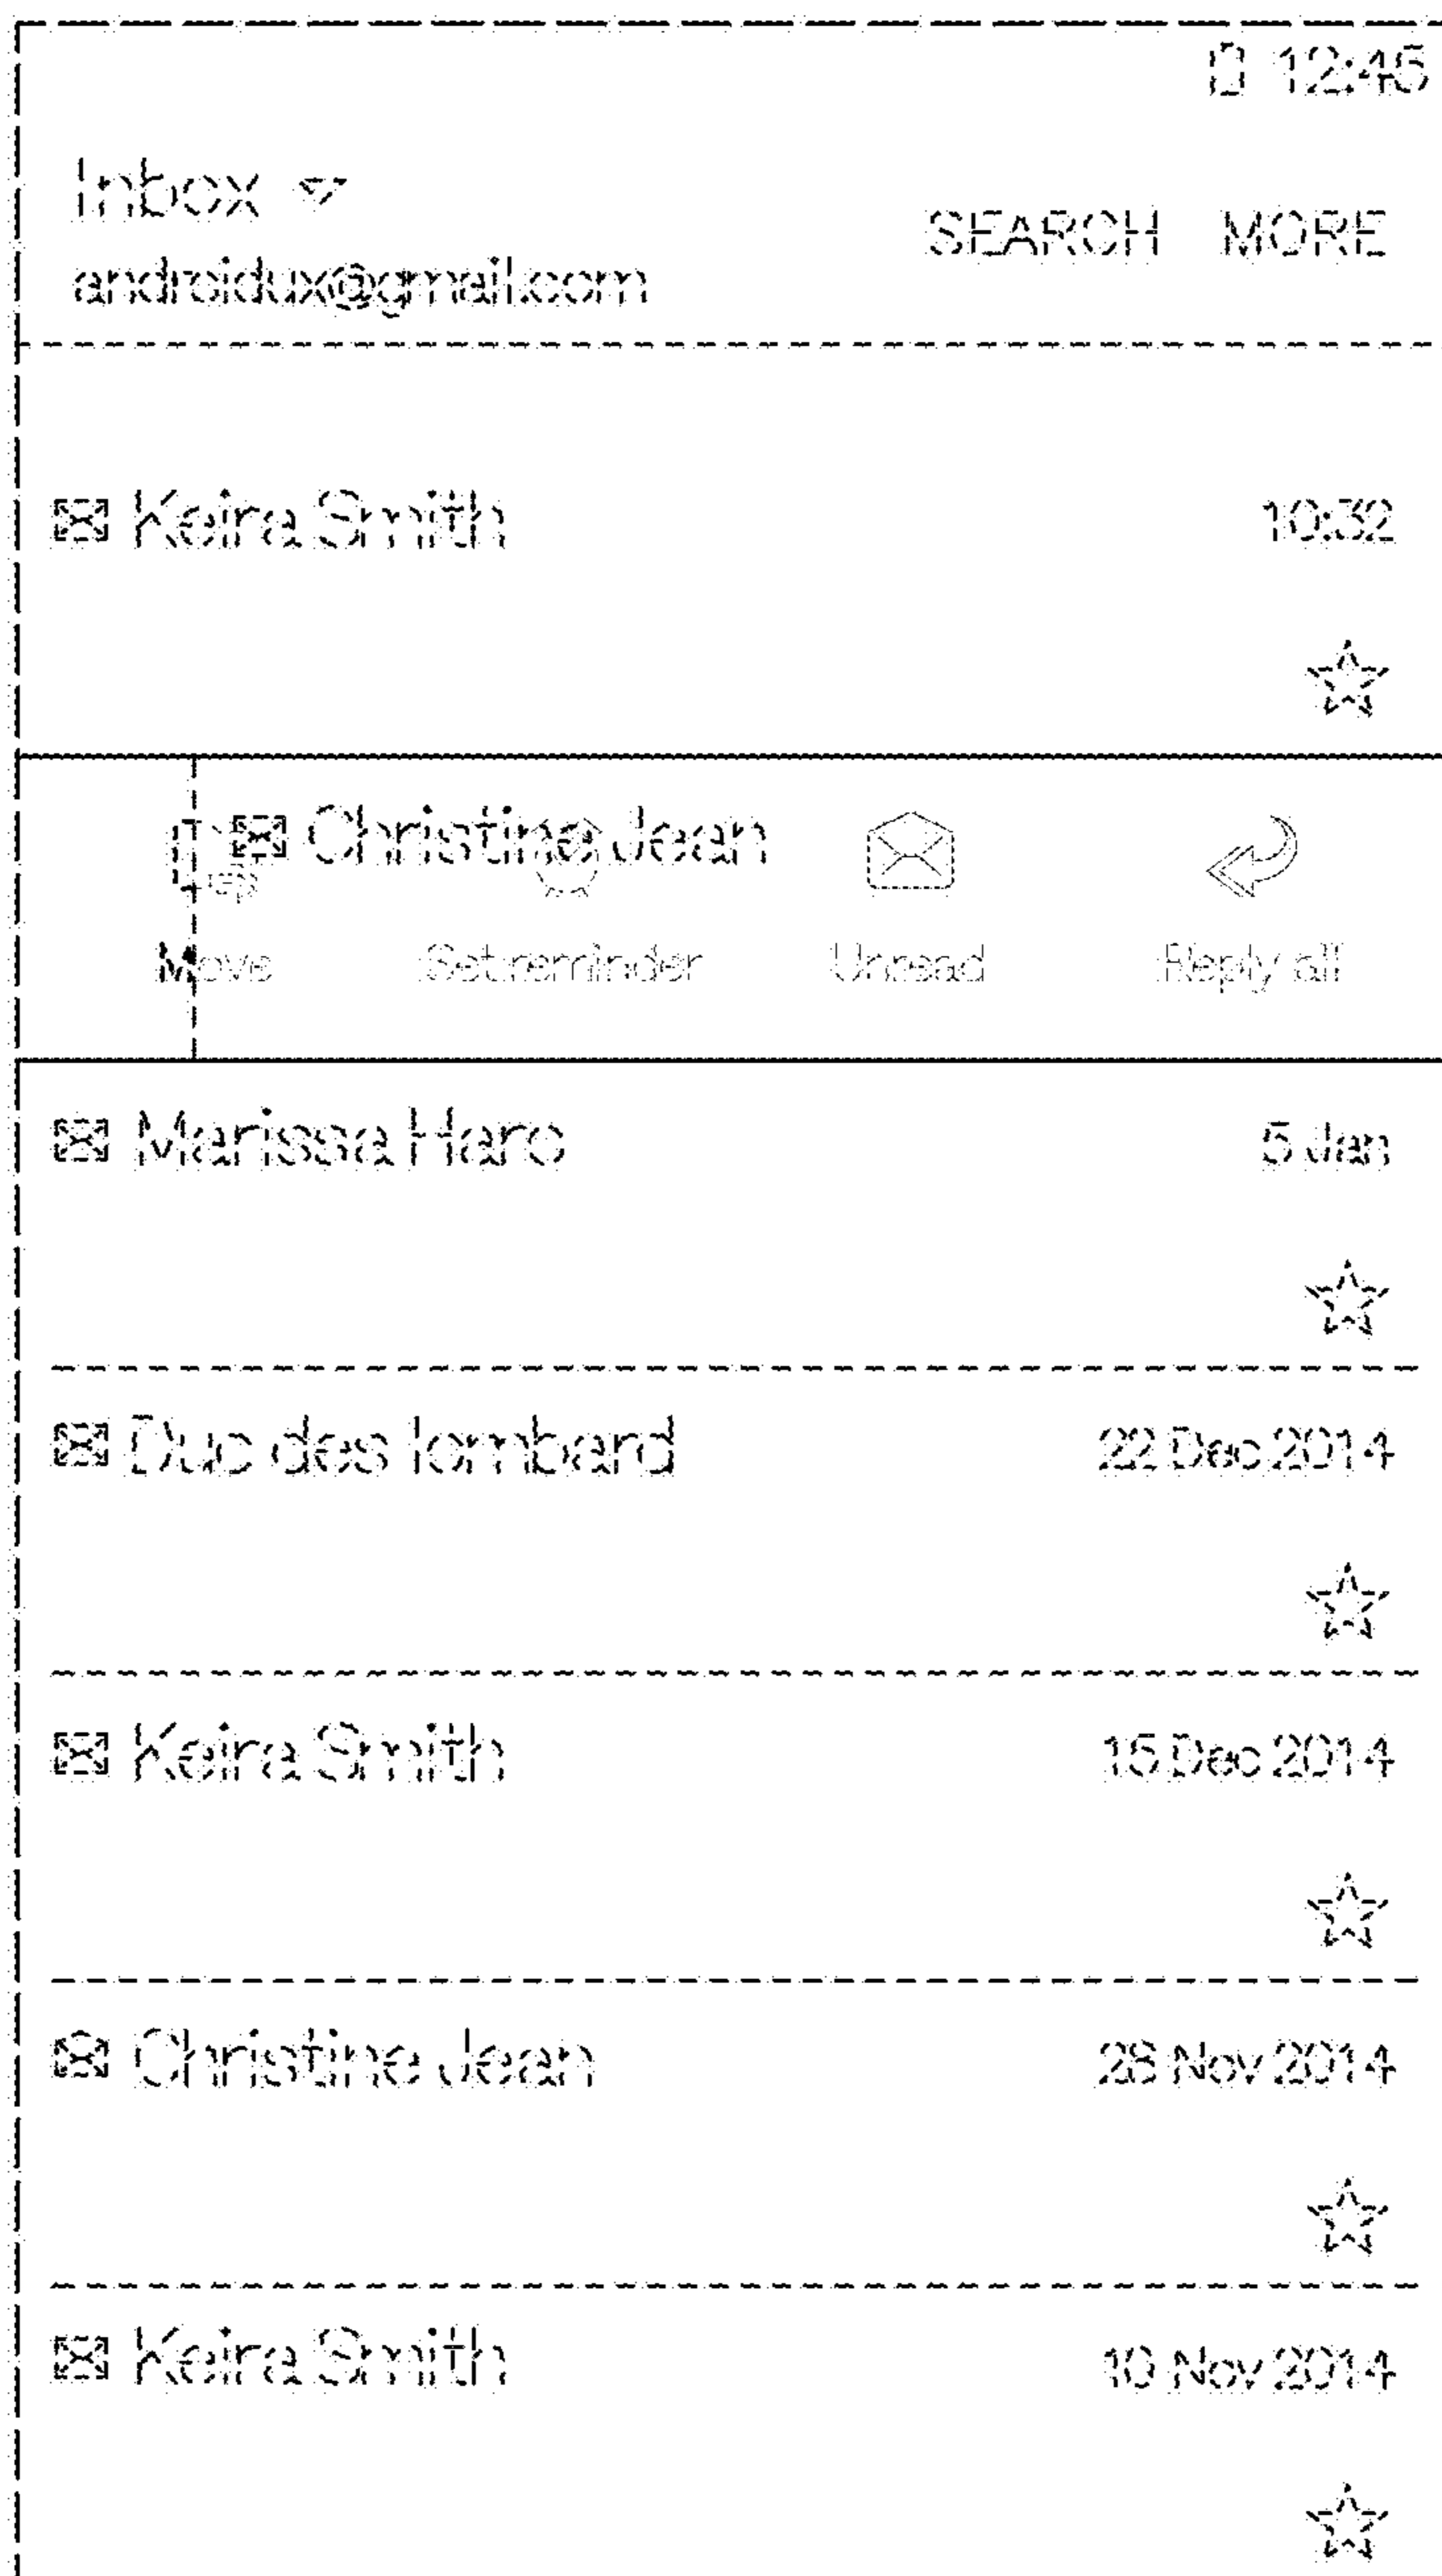 12:45
Inbox
SEARCH MORE
androidux@gmail.com
Keira Smith 10:32
Christine Jean
Move Set reminder Unread Reply all
Marissa Haro 5 Jan
Duc des lombard 22 Dec 2014
Keira Smith 15 Dec 2014
Christine Jean 28 Nov 2014
Keira Smith 10 Nov 2014